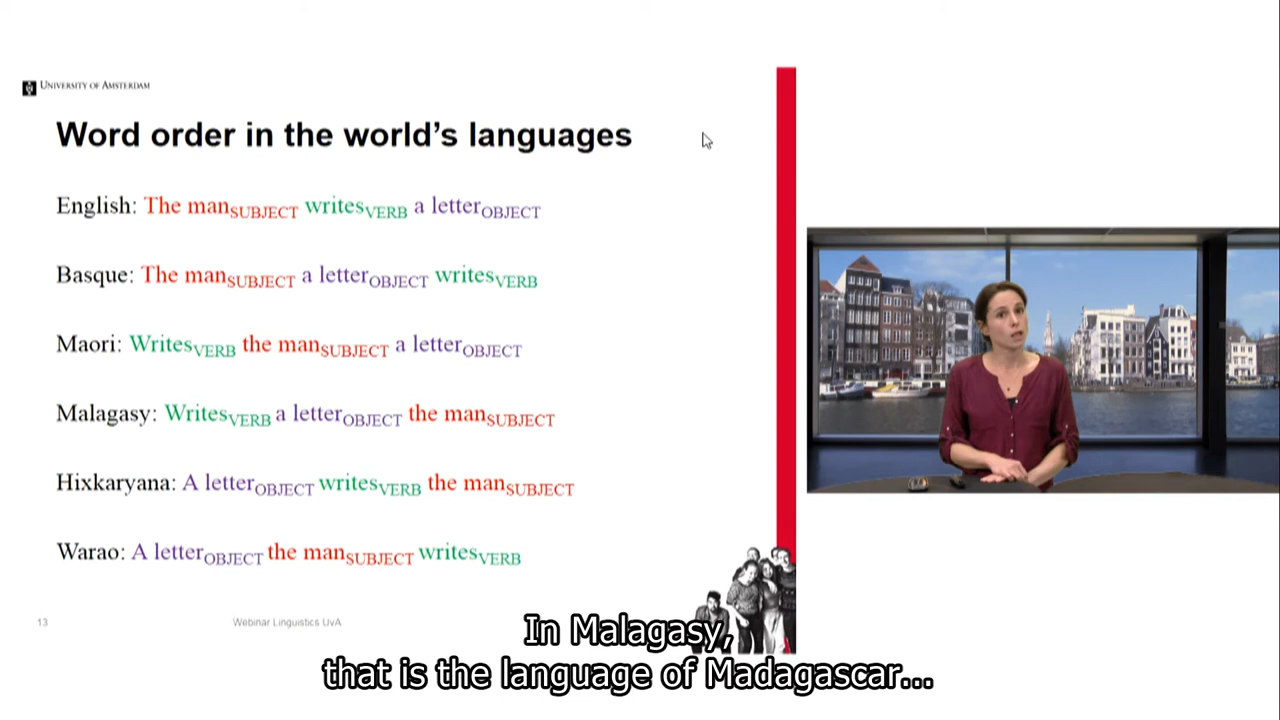 UNIVERSITY OF AMSTERDAM
Word order in the world's languages
English: The manSUBJECT writesVERB a letterOBJECT
Basque: The manSUBJECT a letterOBJECT writesVERB
Maori: WritesVERB the manSUBJECT a letterOBJECT
Malagasy: WritesVERB a letterOBJECT the manSUBJECT
Hixkaryana: A letterOBJECT writesVERB the manSUBJECT
Warao: A letterOBJECT the manSUBJECT writesVERB
13 Webinar Linguistics UvA
In Malagasy,
that is the language of Madagascar...